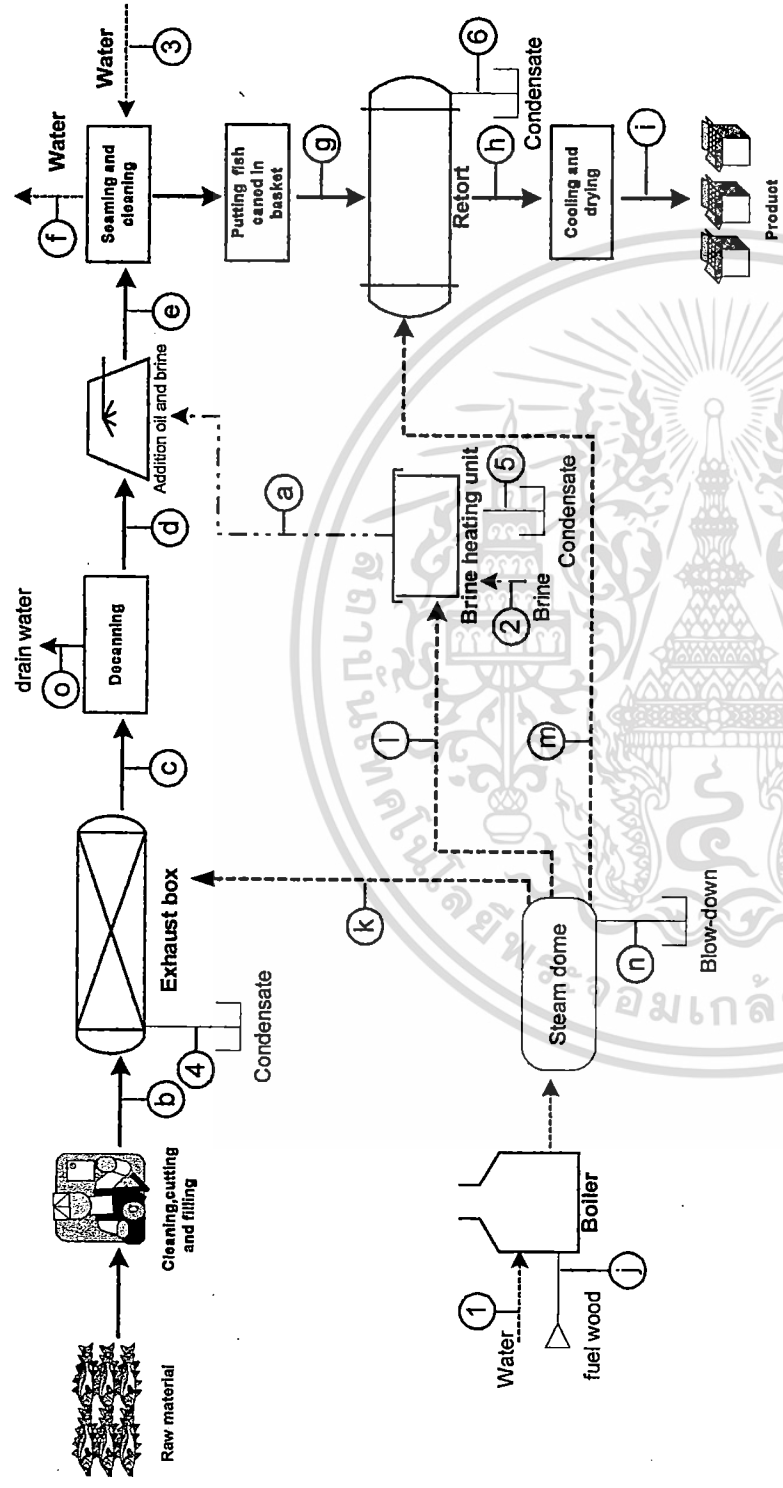 Raw material
Cleaning,cutting
and filling
b
4
Condensate
Exhaust box
c
drain water
o
Decanning
d
Addition oil and brine
e
Water
f
Water
3
Seaming and
cleaning
Putting fish
caned in
basket
g
Retort
6
Condensate
h
Cooling and
drying
i
Product
a
Brine heating unit
5
Condensate
2
Brine
l
m
k
Steam dome
n
Blow-down
1
Water
Boiler
fuel wood
j